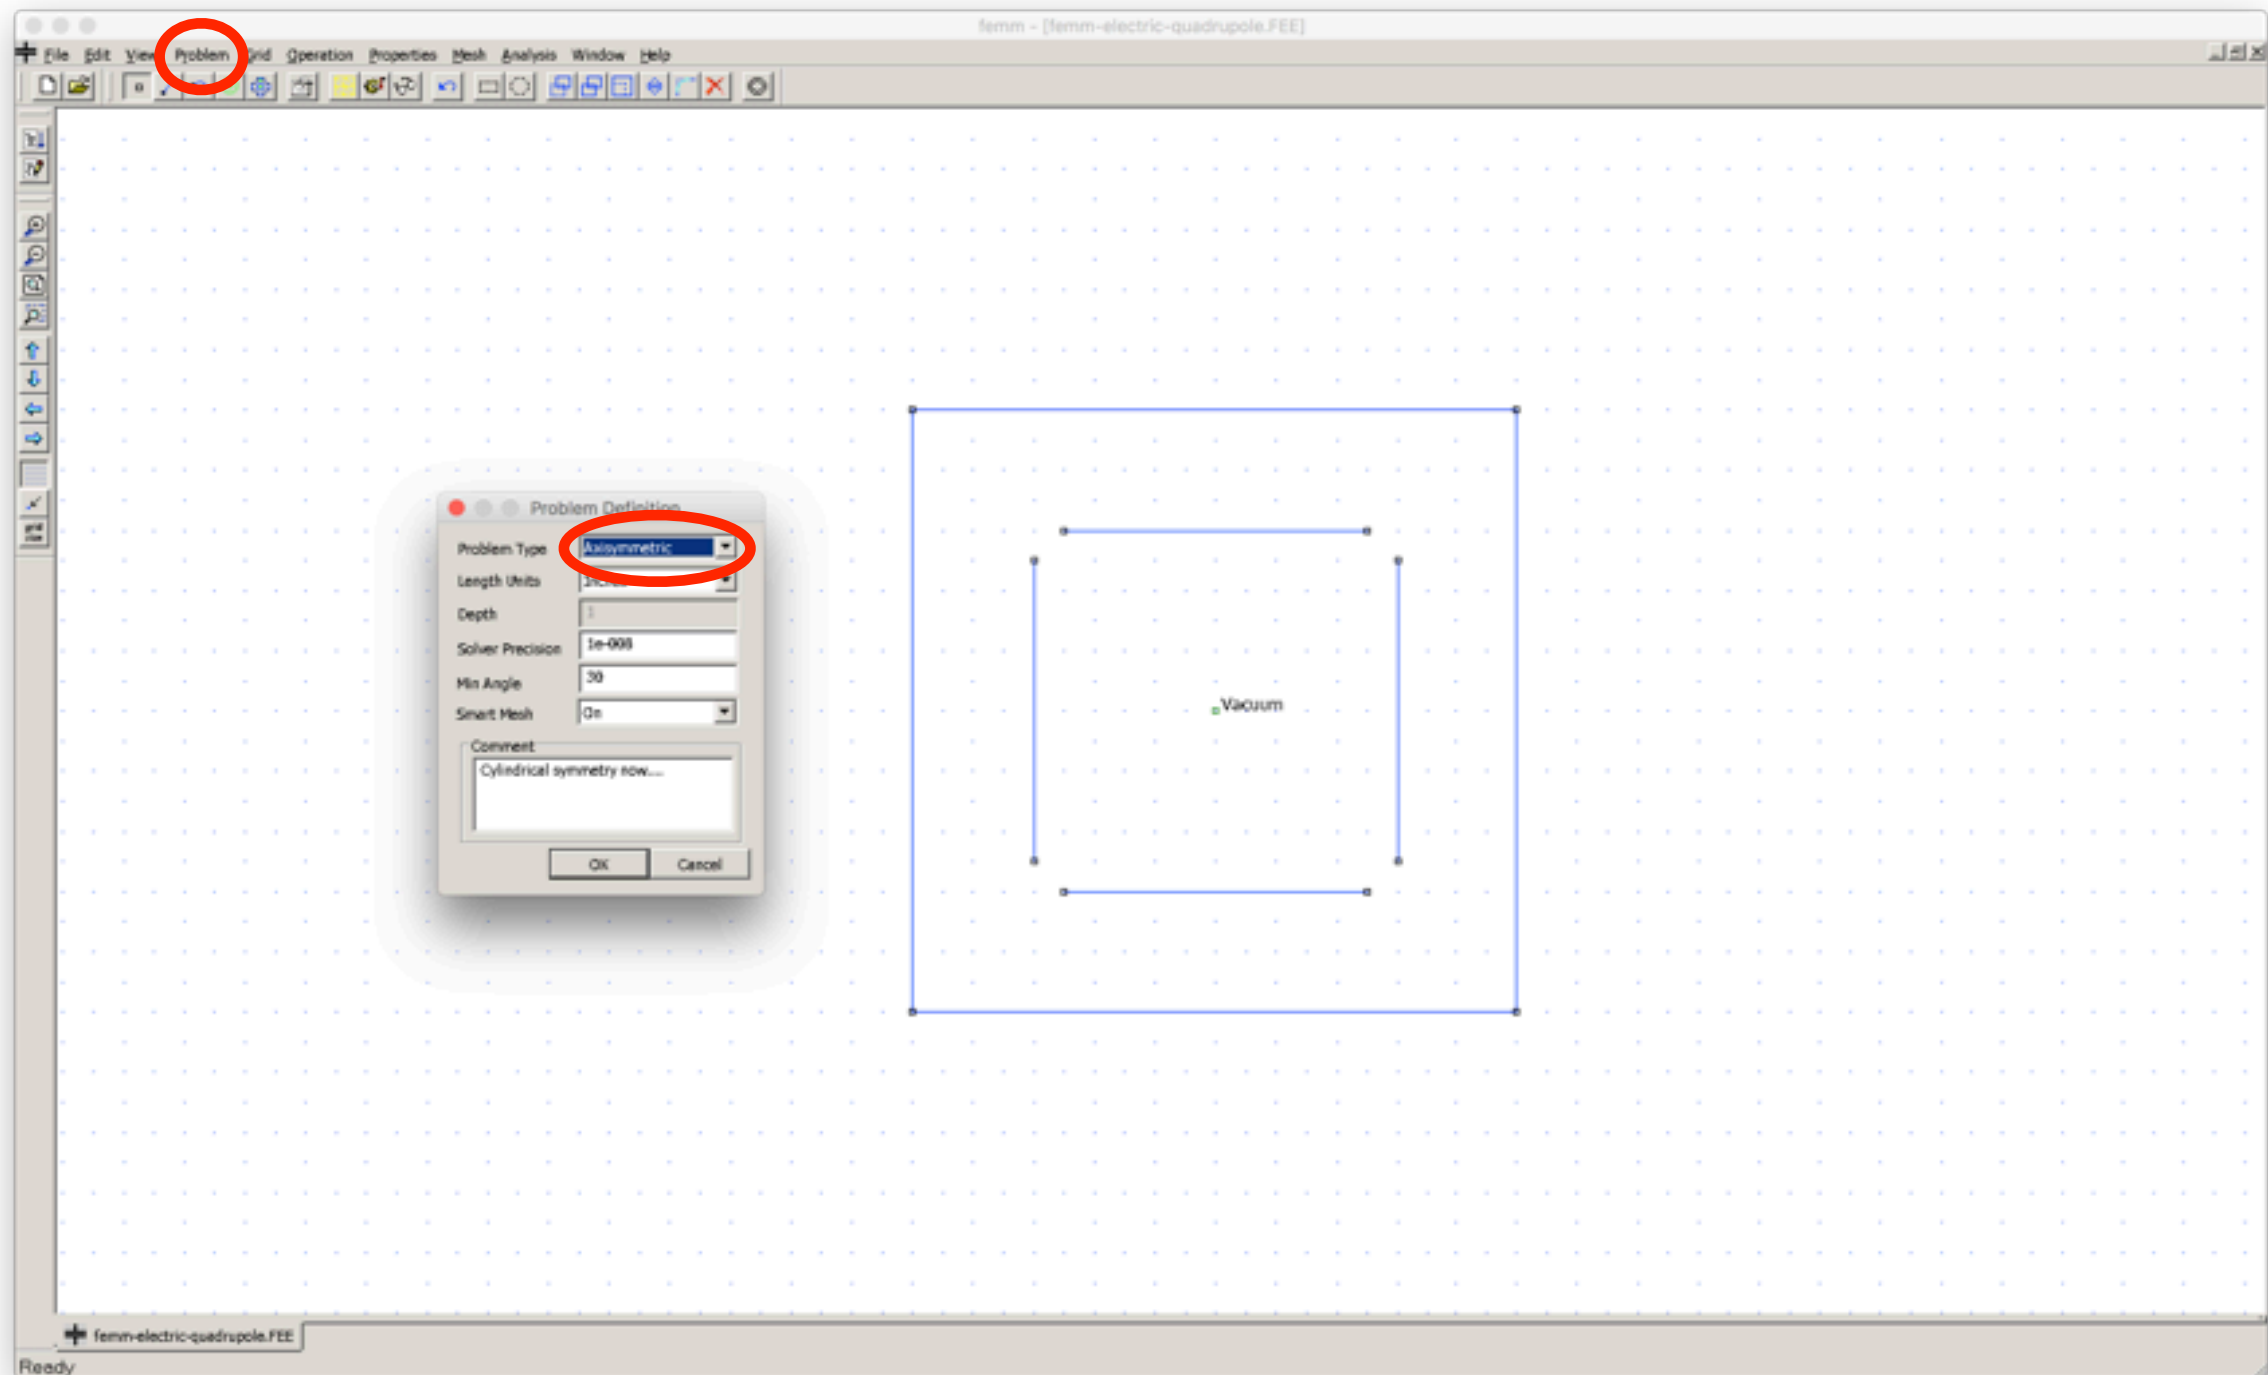 femm - [femm-electric-quadrupole.FEE]
File Edit View Problem Grid Operation Properties Mesh Analysis Window Help
Problem Definition
Problem Type Axisymmetric
Length Units
Depth 1
Solver Precision 1e-008
Min Angle 30
Smart Mesh On
Comment
Cylindrical symmetry now....
OK Cancel
Vacuum
femm-electric-quadrupole.FEE
Ready